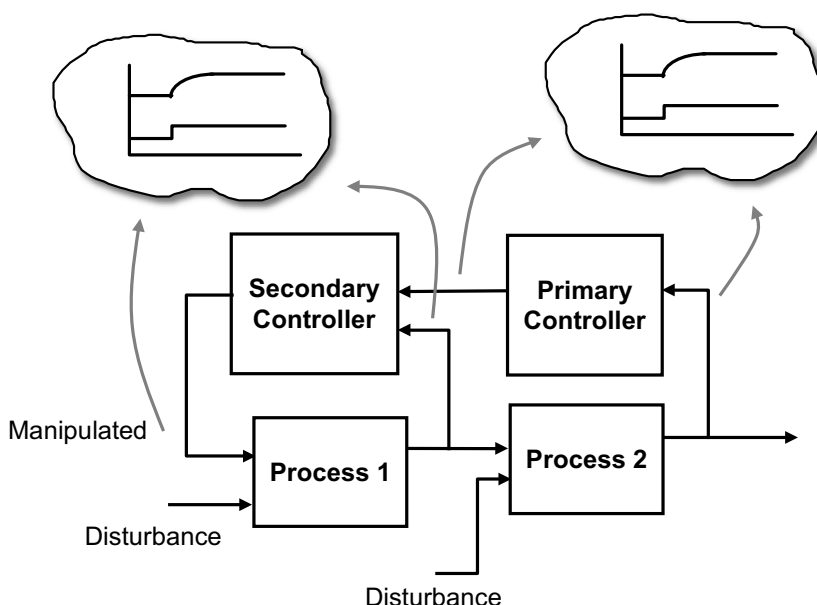 Secondary
Controller
Primary
Controller
Manipulated
Process 1
Process 2
Disturbance
Disturbance